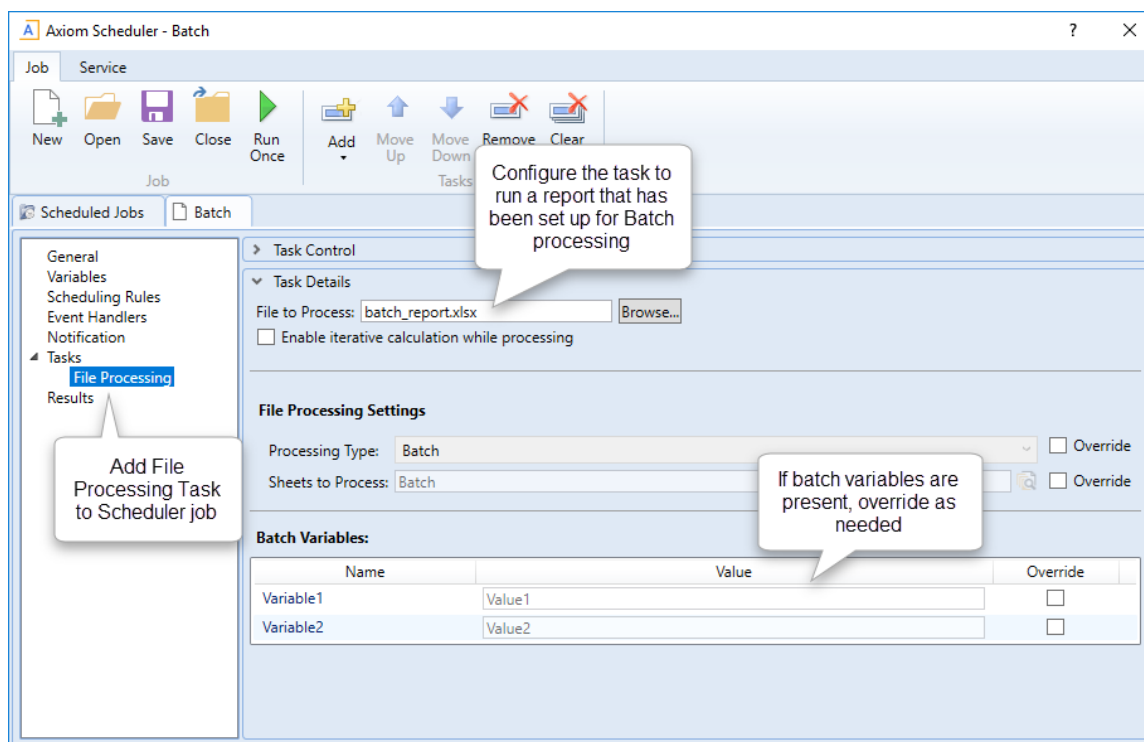 Axiom Scheduler - Batch
?
Job Service
New Open Save Close Run Once Add Move Up Move Down Remove Clear
Job Tasks
Configure the task to
run a report that has
been set up for Batch
processing
Scheduled Jobs Batch
General
Variables
Scheduling Rules
Event Handlers
Notification
Tasks
File Processing
Results
Add File
Processing Task
to Scheduler job
Task Control
Task Details
File to Process: batch_report.xlsx Browse...
Enable iterative calculation while processing
File Processing Settings
Processing Type: Batch Override
Sheets to Process: Batch Override
If batch variables are
present, override as
needed
Batch Variables:
Name Value Override
Variable1 Value1
Variable2 Value2